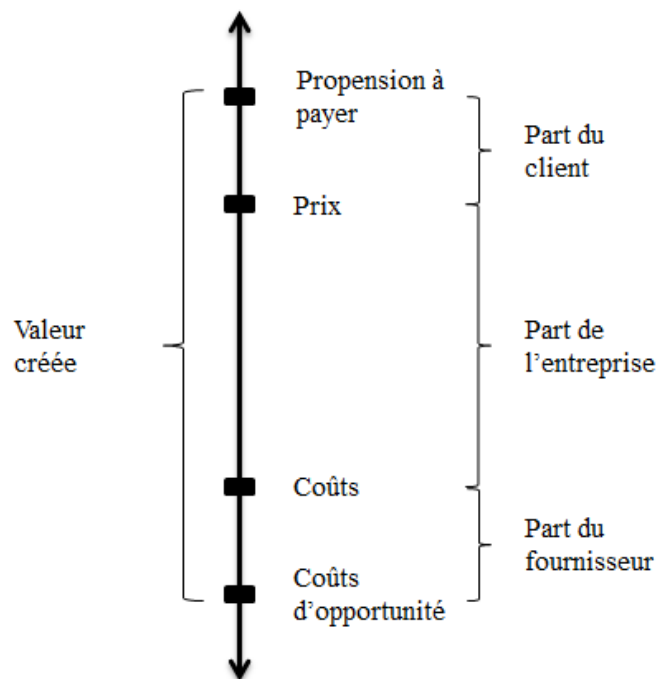 Propension à
payer
Part du
client
Prix
Valeur
créée
Part de
l’entreprise
Coûts
Part du
fournisseur
Coûts
d’opportunité